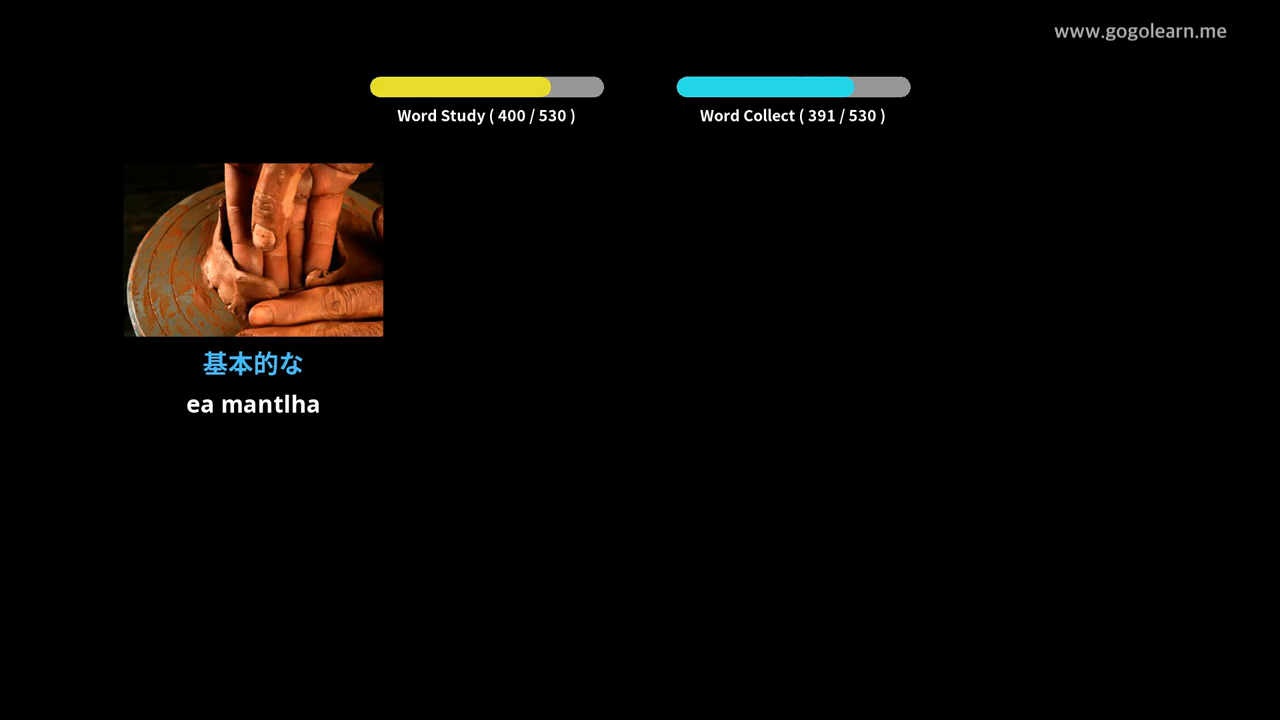 www.gogolearn.me
Word Study ( 400 / 530 )
Word Collect ( 391 / 530 )
基本的な
ea mantlha